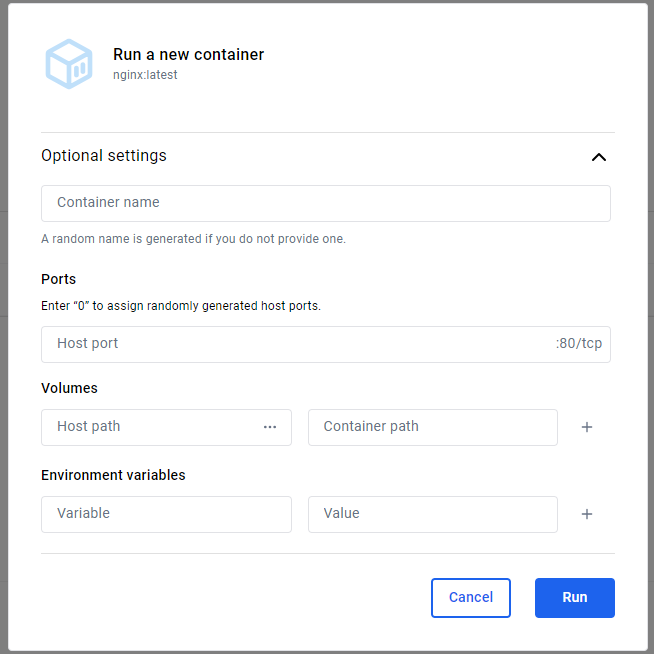 Run a new container
nginx:latest
Optional settings
Container name
A random name is generated if you do not provide one.
Ports
Enter “0” to assign randomly generated host ports.
Host port :80/tcp
Volumes
Host path ••• Container path +
Environment variables
Variable Value +
Cancel Run